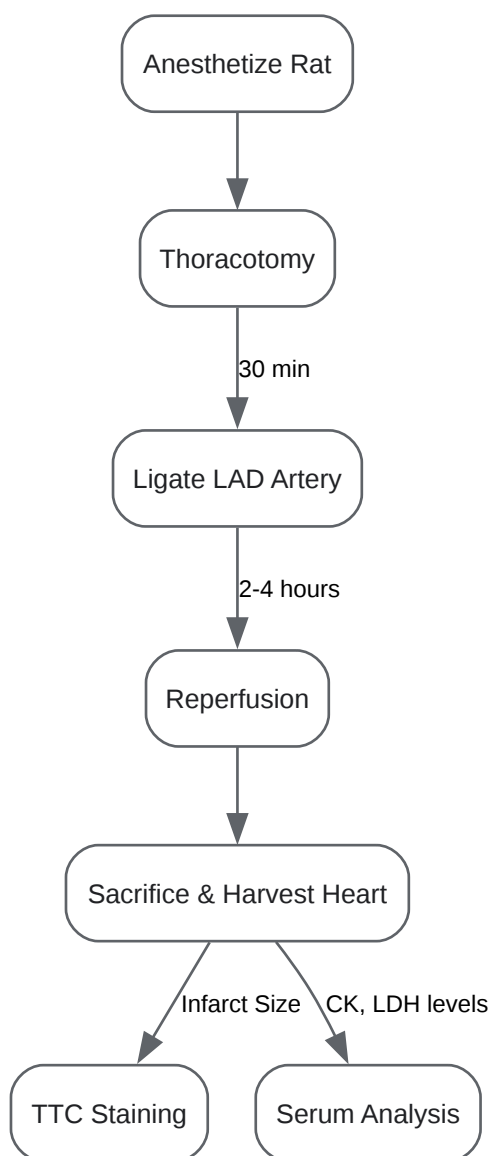 Anesthetize Rat
Thoracotomy
30 min
Ligate LAD Artery
2-4 hours
Reperfusion
Sacrifice & Harvest Heart
Infarct Size
CK, LDH levels
TTC Staining
Serum Analysis